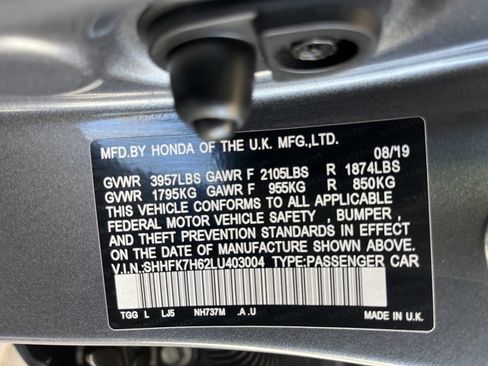 MFD.BY HONDA OF THE U.K. MFG.,LTD.
08/19
GVWR 3957LBS GAWR F 2105LBS R 1874LBS
GVWR 1795KG GAWR F 955KG R 850KG
THIS VEHICLE CONFORMS TO ALL APPLICABLE
FEDERAL MOTOR VEHICLE SAFETY , BUMPER ,
AND THEFT PREVENTION STANDARDS IN EFFECT
ON THE DATE OF MANUFACTURE SHOWN ABOVE.
V.I.N.:SHHFK7H62LU403004 TYPE:PASSENGER CAR
TGG L LJ5 NH737M .A.U MADE IN U.K.